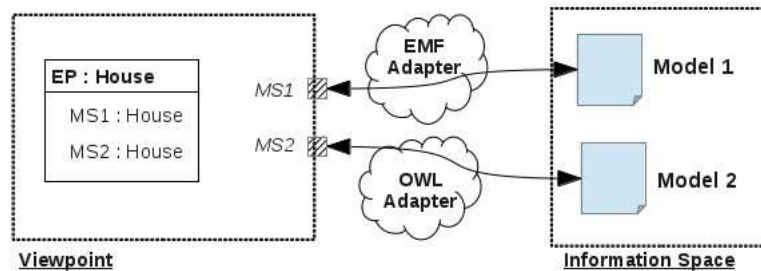 EP : House
MS1 : House
MS2 : House
MS1
MS2
EMF
Adapter
OWL
Adapter
Model 1
Model 2
Viewpoint
Information Space